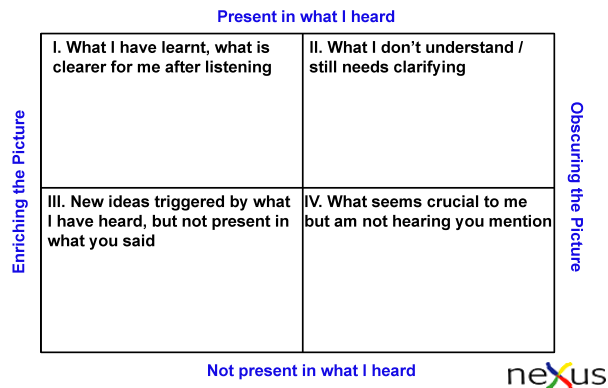 Present in what I heard
I. What I have learnt, what is
clearer for me after listening
II. What I don’t understand /
still needs clarifying
Enriching the Picture
Obscuring the Picture
III. New ideas triggered by what
I have heard, but not present in
what you said
IV. What seems crucial to me
but am not hearing you mention
Not present in what I heard
nexus